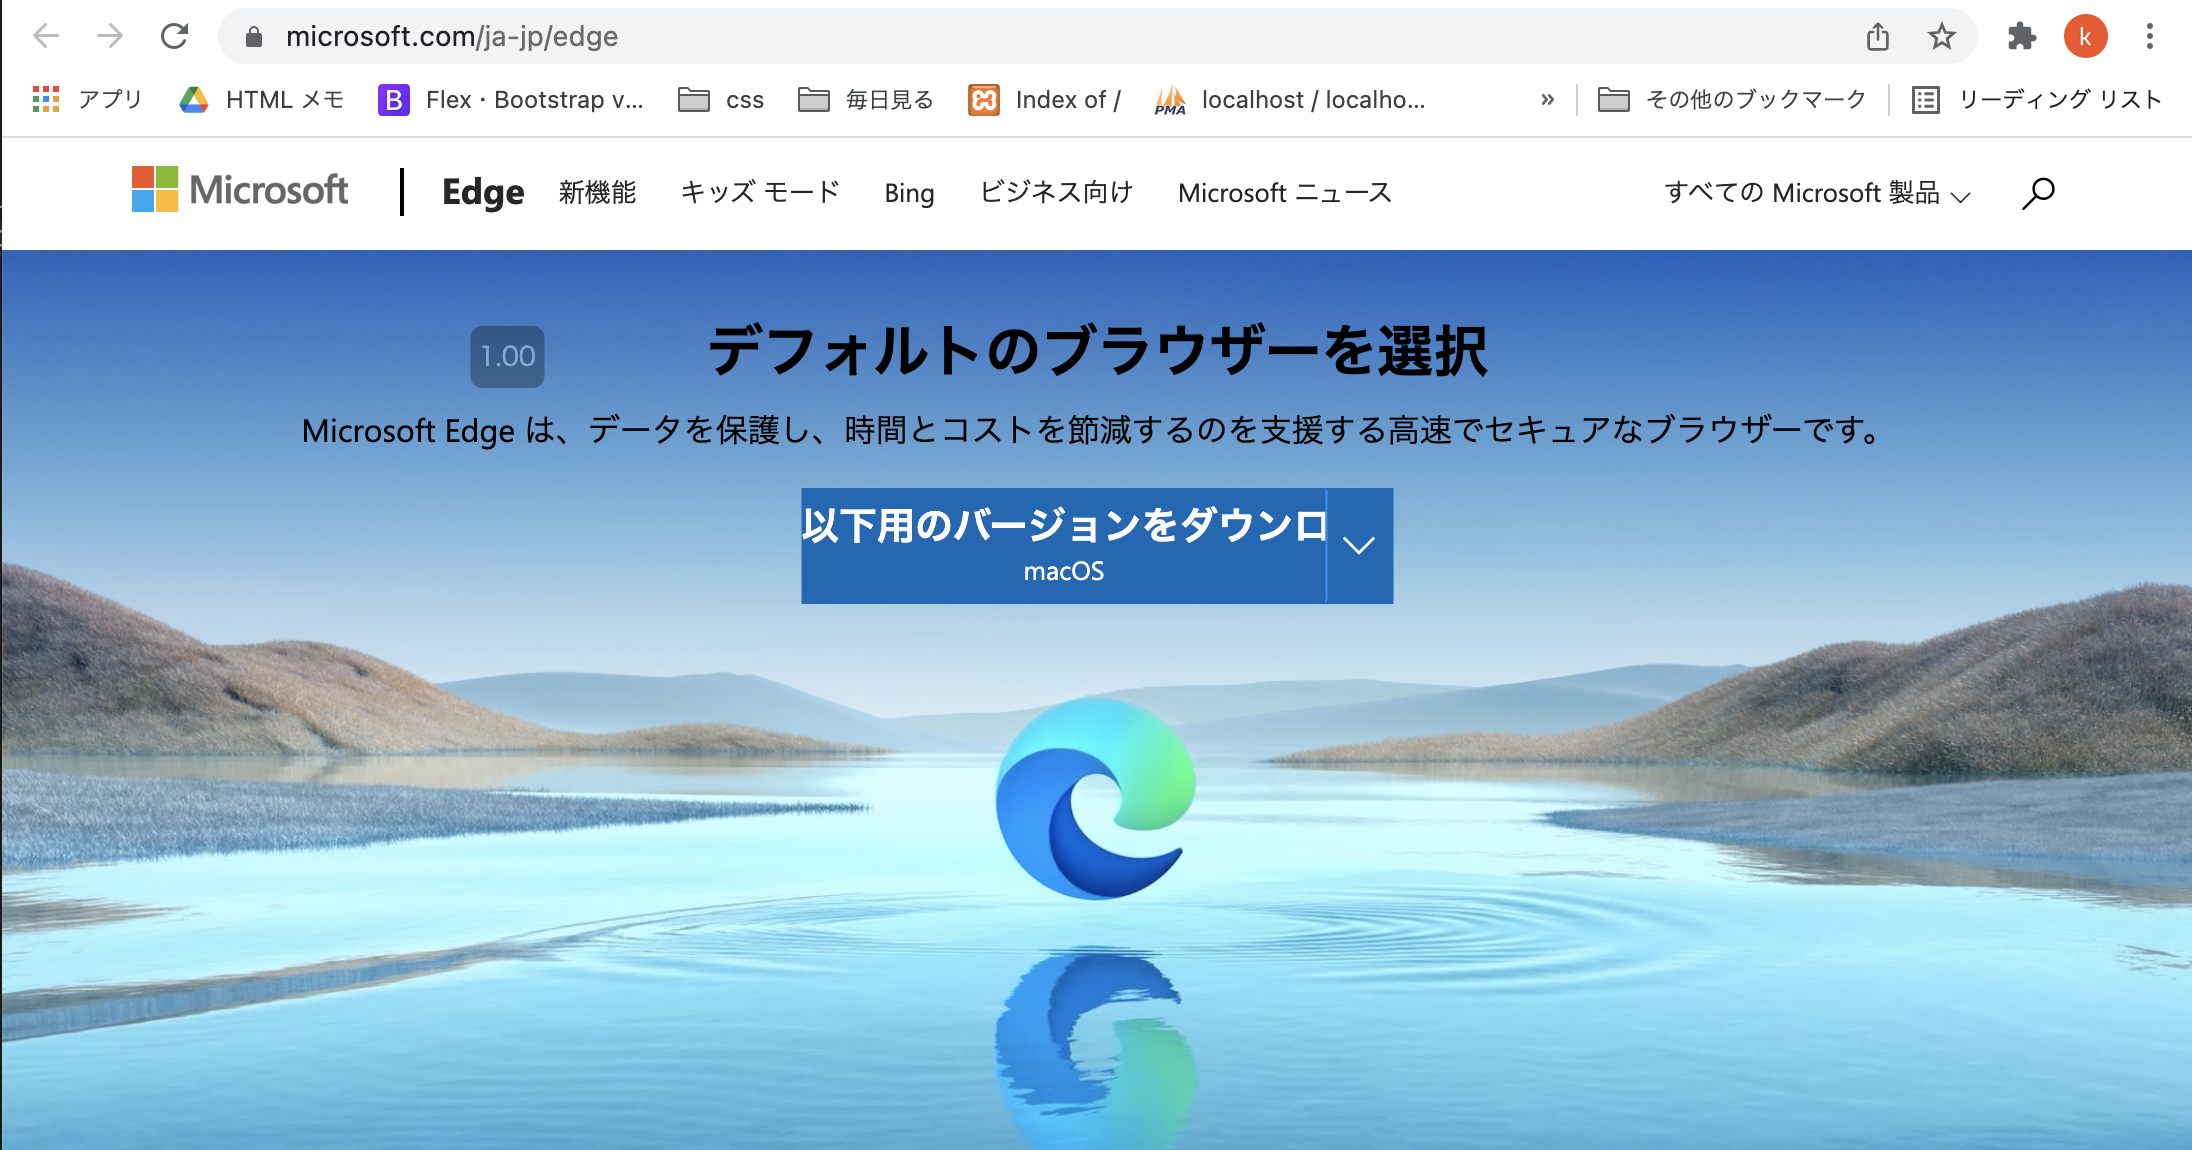 microsoft.com/ja-jp/edge
k
アプリ
HTML メモ
B
Flex · Bootstrap v...
css
毎日見る
Index of /
PMA
localhost / localho...
»
その他のブックマーク
リーディング リスト
Microsoft
Edge
新機能
キッズ モード
Bing
ビジネス向け
Microsoft ニュース
すべての Microsoft 製品
1.00
デフォルトのブラウザーを選択
Microsoft Edge は、データを保護し、時間とコストを節減するのを支援する高速でセキュアなブラウザーです。
以下用のバージョンをダウンロ
macOS